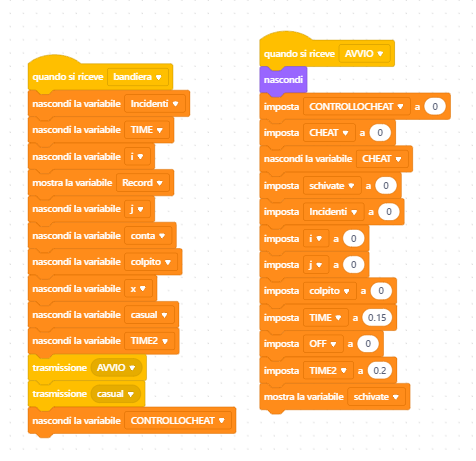 quando si riceve bandiera
nascondi la variabile Incidenti
nascondi la variabile TIME
nascondi la variabile i
mostra la variabile Record
nascondi la variabile j
nascondi la variabile conta
nascondi la variabile colpito
nascondi la variabile x
nascondi la variabile casual
nascondi la variabile TIME2
trasmissione AVVIO
trasmissione casual
nascondi la variabile CONTROLLOCHEAT
quando si riceve AVVIO
nascondi
imposta CONTROLLOCHEAT a 0
imposta CHEAT a 0
nascondi la variabile CHEAT
imposta schivate a 0
imposta Incidenti a 0
imposta i a 0
imposta j a 0
imposta colpito a 0
imposta TIME a 0.15
imposta OFF a 0
imposta TIME2 a 0.2
mostra la variabile schivate